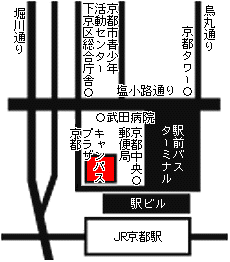 堀川通り
下京区総合庁舎
活動センター
京都市青少年
京都タワー
烏丸通り
塩小路通り
武田病院
京都
プラザ
キャンパス
郵便局
京都中央
駅前バス
ターミナル
駅ビル
JR京都駅